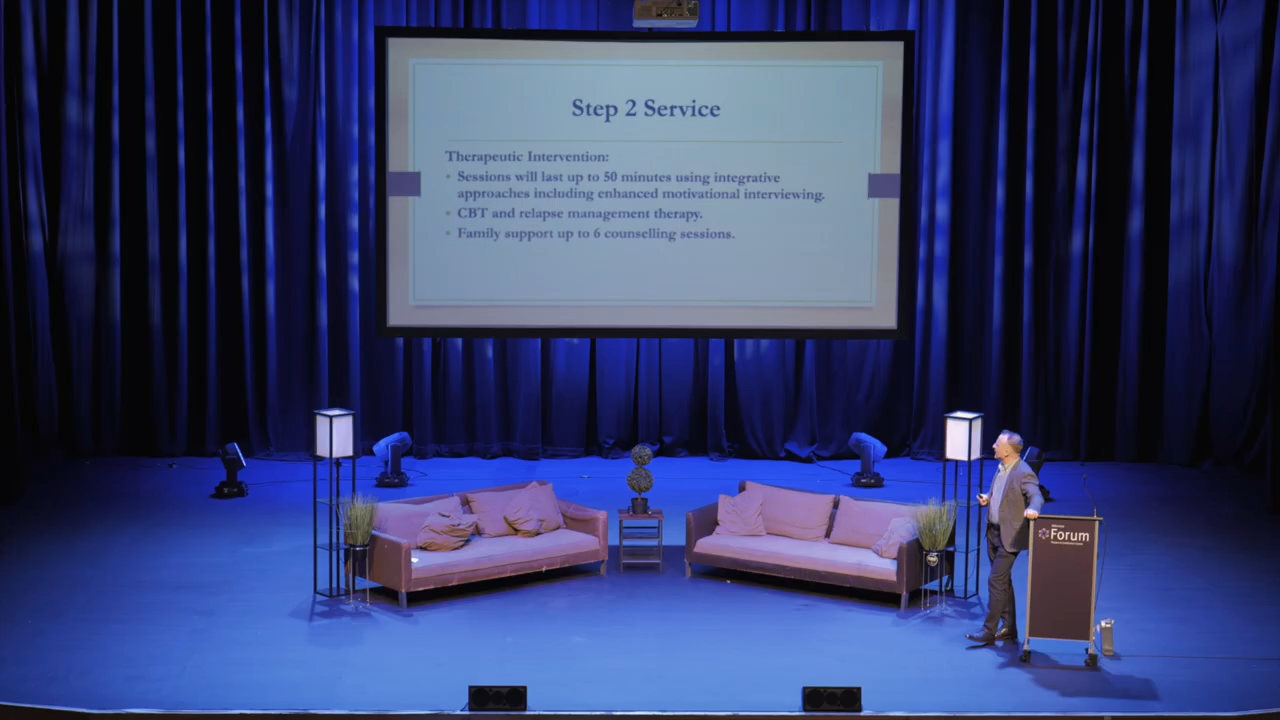 Step 2 Service
Therapeutic Intervention:
• Sessions will last up to 50 minutes using integrative
approaches including enhanced motivational interviewing.
• CBT and relapse management therapy.
• Family support up to 6 counselling sessions.
Forum